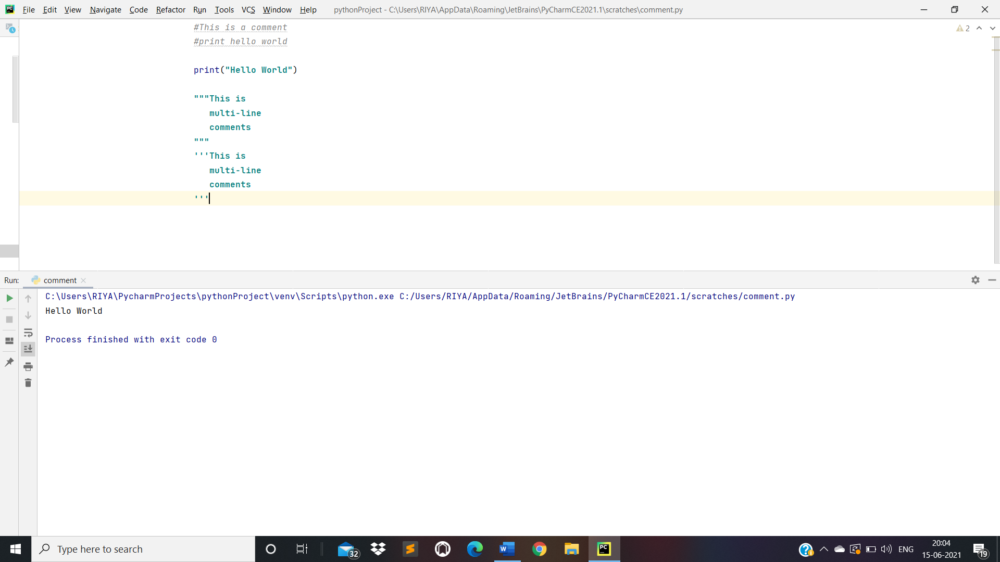 File Edit View Navigate Code Refactor Run Tools VCS Window Help pythonProject - C:\Users\RIYA\AppData\Roaming\JetBrains\PyCharmCE2021.1\scratches\comment.py
#This is a comment
2
#print hello world
print("Hello World")
"""This is
multi-line
comments
"""
'''This is
multi-line
comments
'''
Run: comment
C:\Users\RIYA\PycharmProjects\pythonProject\venv\Scripts\python.exe C:/Users/RIYA/AppData/Roaming/JetBrains/PyCharmCE2021.1/scratches/comment.py
Hello World
Process finished with exit code 0
Type here to search 32 W PC ENG 20:04
15-06-2021 19